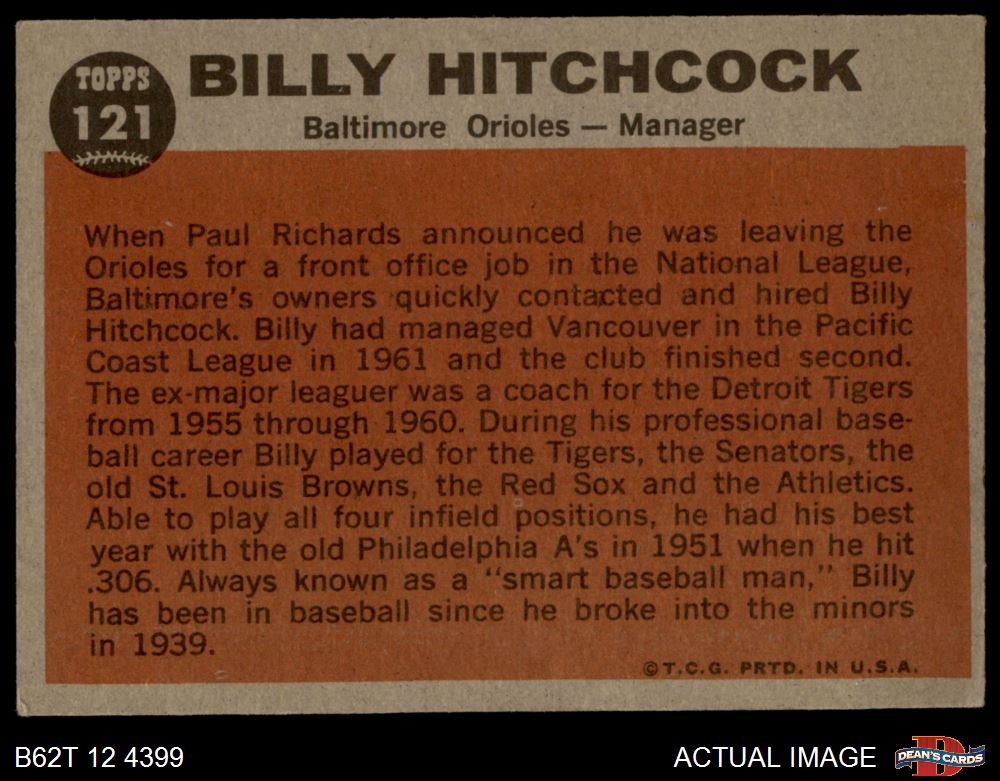 TOPPS
121
BILLY HITCHCOCK
Baltimore Orioles — Manager
When Paul Richards announced he was leaving the
Orioles for a front office job in the National League,
Baltimore's owners quickly contacted and hired Billy
Hitchcock. Billy had managed Vancouver in the Pacific
Coast League in 1961 and the club finished second.
The ex-major leaguer was a coach for the Detroit Tigers
from 1955 through 1960. During his professional base-
ball career Billy played for the Tigers, the Senators, the
old St. Louis Browns, the Red Sox and the Athletics.
Able to play all four infield positions, he had his best
year with the old Philadelphia A's in 1951 when he hit
.306. Always known as a "smart baseball man," Billy
has been in baseball since he broke into the minors
in 1939.
©T.C.G. PRTD. IN U.S.A.
B62T 12 4399
ACTUAL IMAGE
D
DEAN'S CARDS